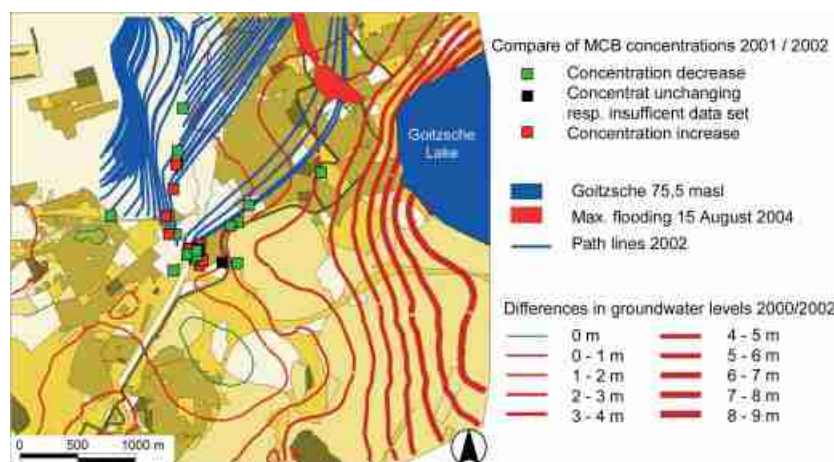 Compare of MCB concentrations 2001 / 2002
Concentration decrease
Concentrat unchanging
resp. insufficent data set
Concentration increase
Goitzsche
Lake
Goitzsche 75,5 masl
Max. flooding 15 August 2004
Path lines 2002
Differences in groundwater levels 2000/2002
0 m
0 - 1 m
1 - 2 m
2 - 3 m
3 - 4 m
4 - 5 m
5 - 6 m
6 - 7 m
7 - 8 m
8 - 9 m
0 500 1000 m